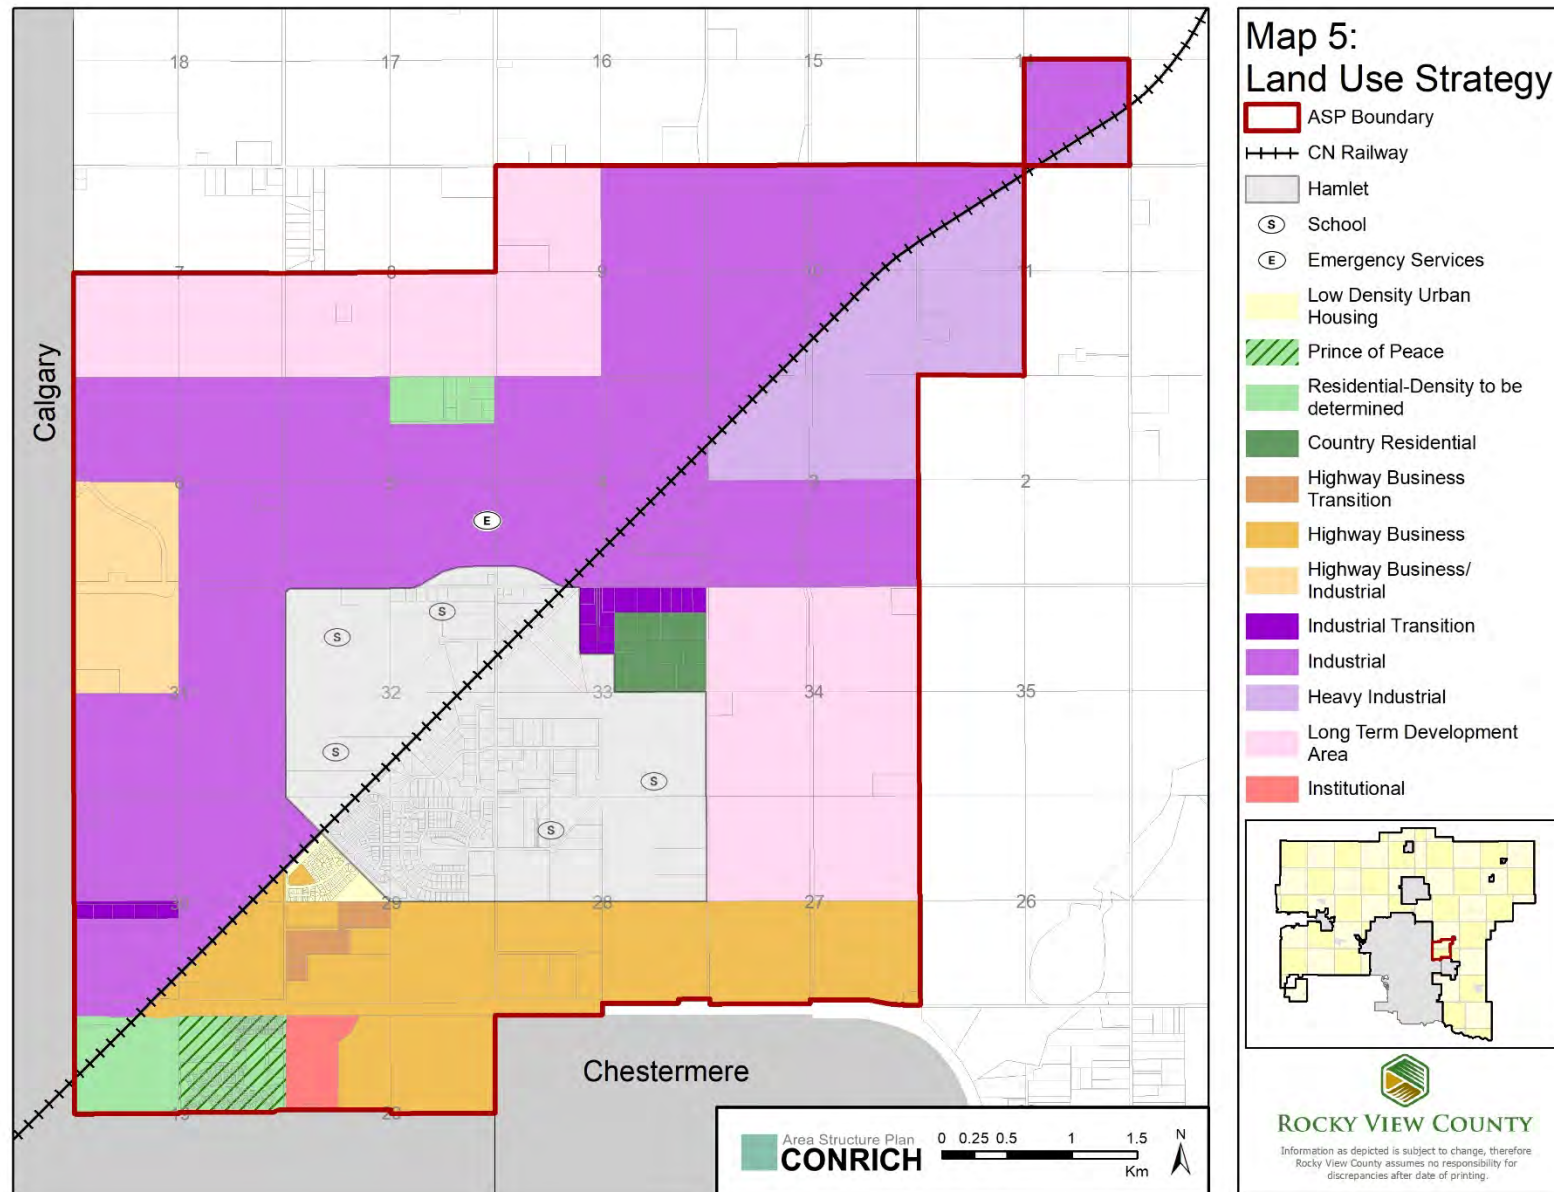 Map 5:
Land Use Strategy
ASP Boundary
CN Railway
Hamlet
S School
E Emergency Services
Low Density Urban
Housing
Prince of Peace
Residential-Density to be
determined
Country Residential
Highway Business
Transition
Highway Business
Highway Business/
Industrial
Industrial Transition
Industrial
Heavy Industrial
Long Term Development
Area
Institutional
18 17 16 15
7 8 9
6 5 2
E
S
S
31 32 33 34 35
S
S
S
29 28 27 26
Calgary
Chestermere
Area Structure Plan
CONRICH
0 0.25 0.5 1 1.5
Km
N
ROCKY VIEW COUNTY
Information as depicted is subject to change, therefore
Rocky View County assumes no responsibility for
discrepancies after date of printing.